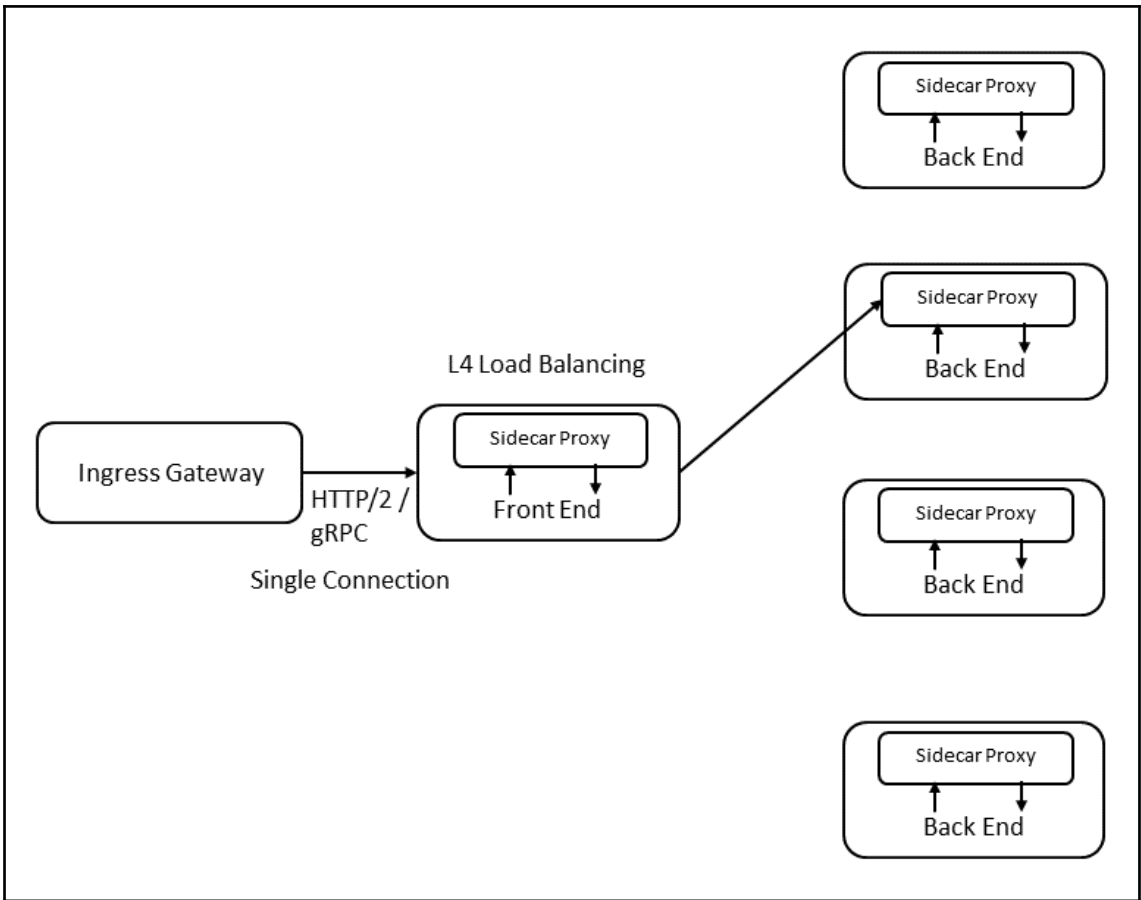 Sidecar Proxy
Back End
Sidecar Proxy
Back End
L4 Load Balancing
Sidecar Proxy
Front End
Ingress Gateway
HTTP/2 /
gRPC
Single Connection
Sidecar Proxy
Back End
Sidecar Proxy
Back End